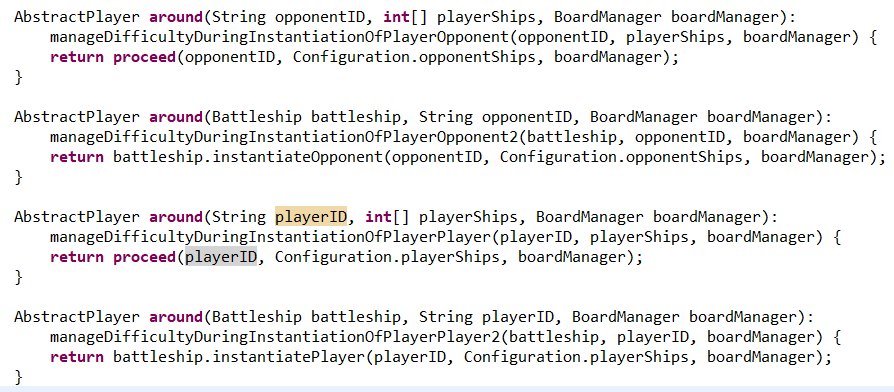 AbstractPlayer around(String opponentID, int[] playerShips, BoardManager boardManager):
    manageDifficultyDuringInstantiationOfPlayerOpponent(opponentID, playerShips, boardManager) {
    return proceed(opponentID, Configuration.opponentShips, boardManager);
}

AbstractPlayer around(Battleship battleship, String opponentID, BoardManager boardManager):
    manageDifficultyDuringInstantiationOfPlayerOpponent2(battleship, opponentID, boardManager) {
    return battleship.instantiateOpponent(opponentID, Configuration.opponentShips, boardManager);
}

AbstractPlayer around(String playerID, int[] playerShips, BoardManager boardManager):
    manageDifficultyDuringInstantiationOfPlayerPlayer(playerID, playerShips, boardManager) {
    return proceed(playerID, Configuration.playerShips, boardManager);
}

AbstractPlayer around(Battleship battleship, String playerID, BoardManager boardManager):
    manageDifficultyDuringInstantiationOfPlayerPlayer2(battleship, playerID, boardManager) {
    return battleship.instantiatePlayer(playerID, Configuration.playerShips, boardManager);
}